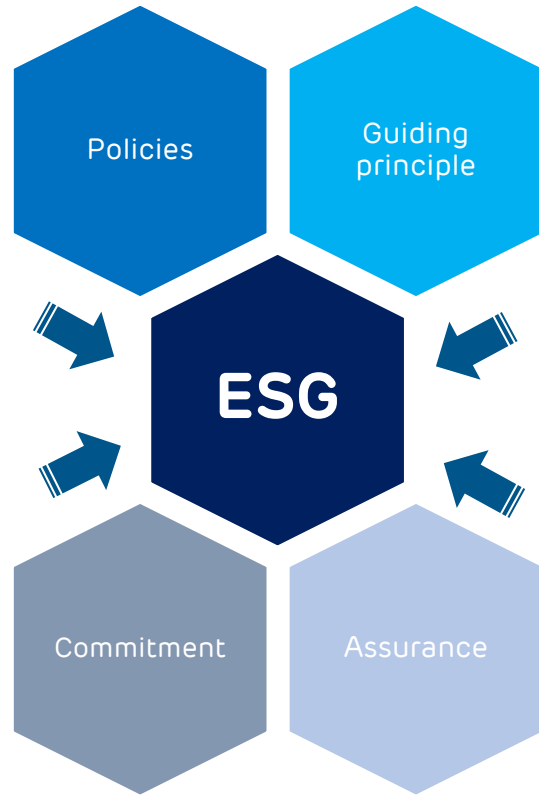 Policies
Guiding
principle
ESG
Commitment
Assurance